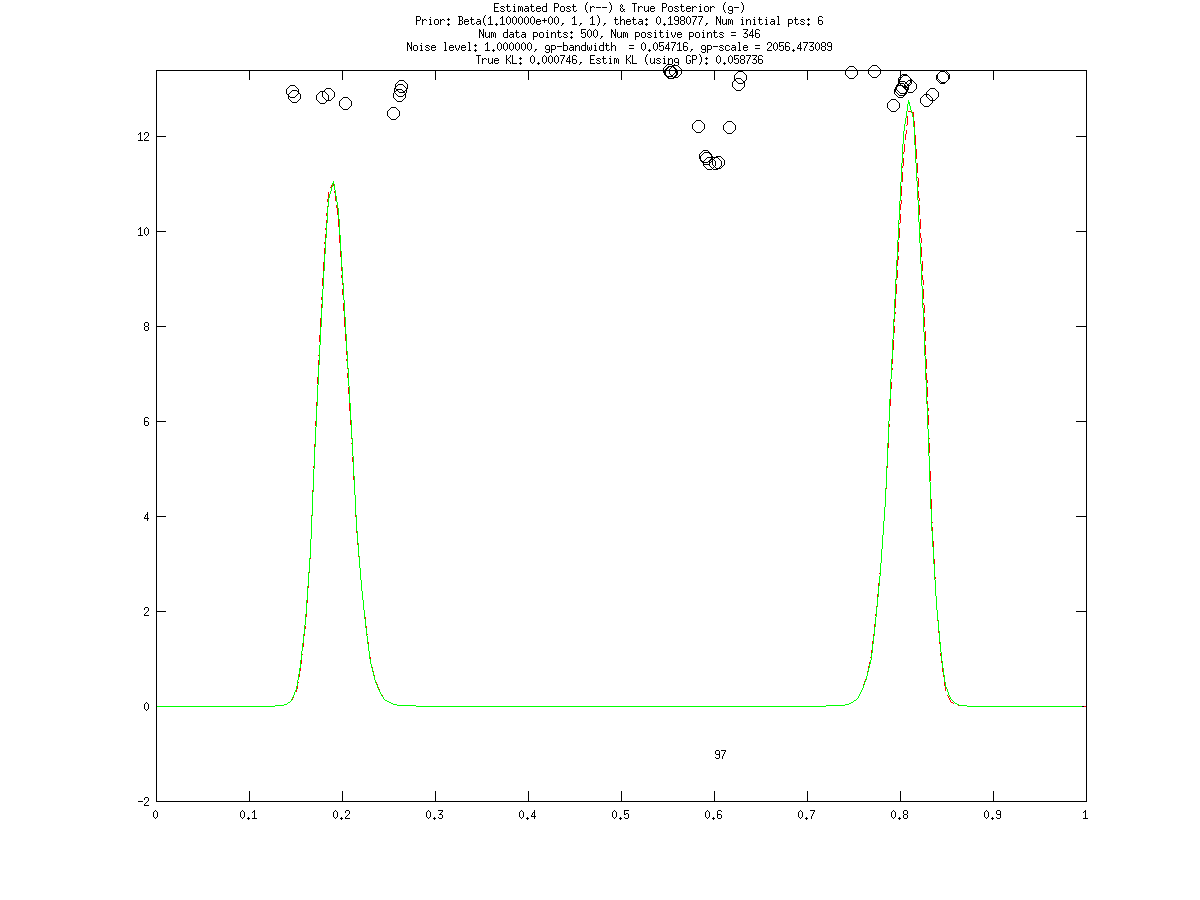 Estimated Post (r--) & True Posterior (g-)
Prior: Beta(1.100000e+00, 1, 1), theta: 0.198077, Num initial pts: 6
Num data points: 500, Num positive points = 346
Noise level: 1.000000, gp-bandwidth  = 0.054716, gp-scale = 2056.473089
True KL: 0.000746, Estim KL (using GP): 0.058736
12
10
8
6
4
2
0
97
-2
0 0.1 0.2 0.3 0.4 0.5 0.6 0.7 0.8 0.9 1